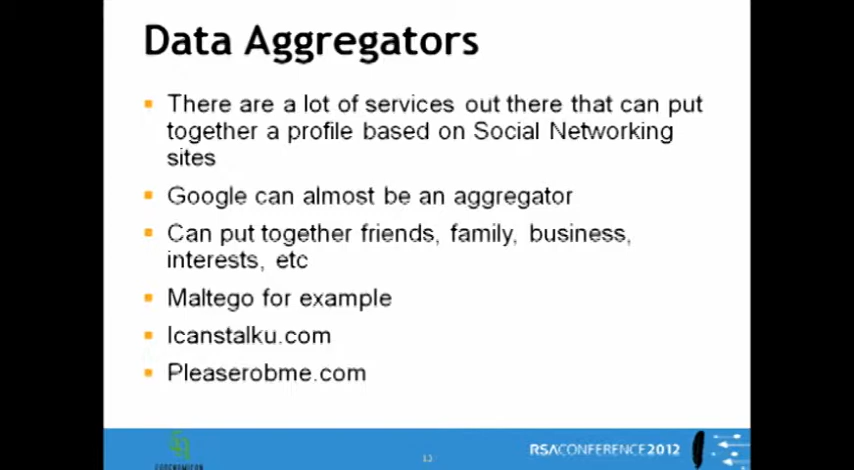 Data Aggregators
There are a lot of services out there that can put
together a profile based on Social Networking
sites
Google can almost be an aggregator
Can put together friends, family, business,
interests, etc
Maltego for example
Icanstalku.com
Pleaserobme.com
RSACONFERENCE2012